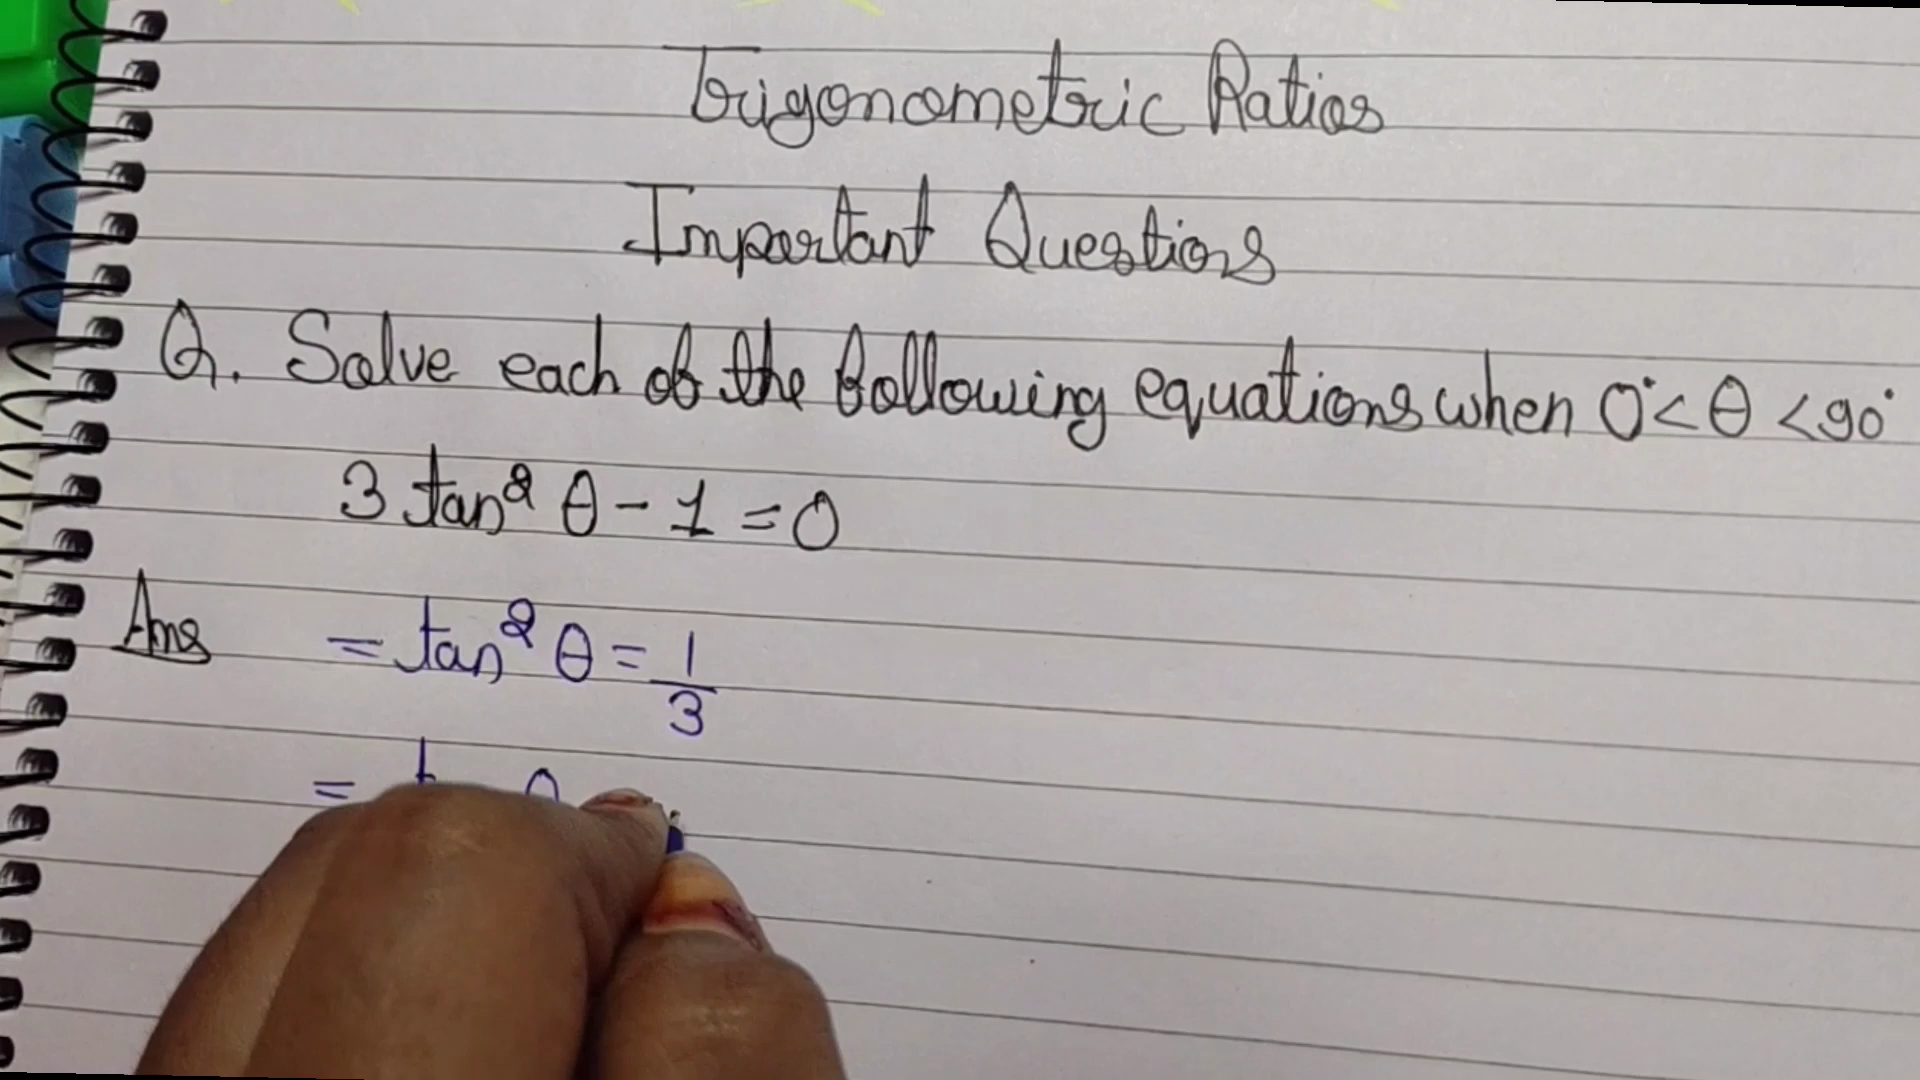 Trigonometric Ratios
Important Questions
Q. Solve each of the following equations when 0°<θ<90°
3 tan² θ - 1 = 0
Ans = tan² θ = 1/3
=